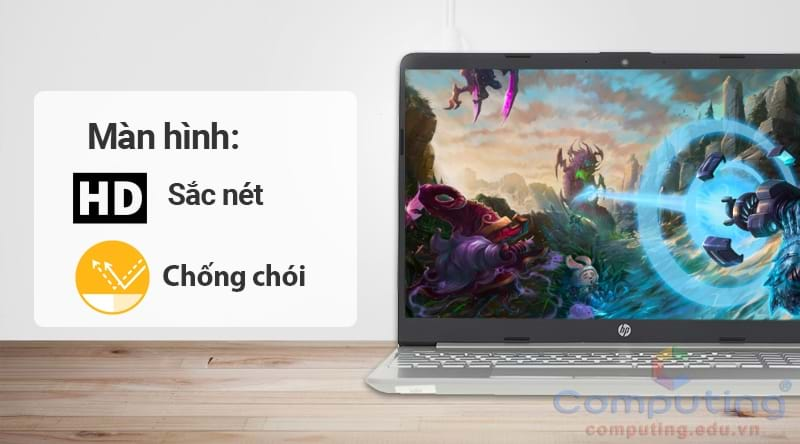 Màn hình:
HD
Sắc nét
Chống chói
hp
Computing®
computing.edu.vn